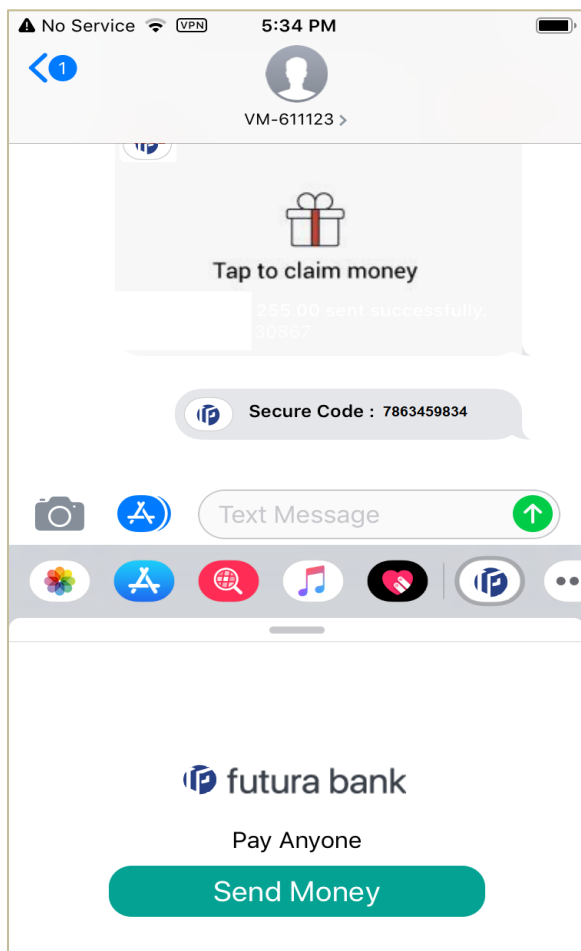 No Service VPN 5:34 PM
1
VM-611123 >
Tap to claim money
255.00 sent successfully,
30867
Secure Code : 7863459834
Text Message
futura bank
Pay Anyone
Send Money